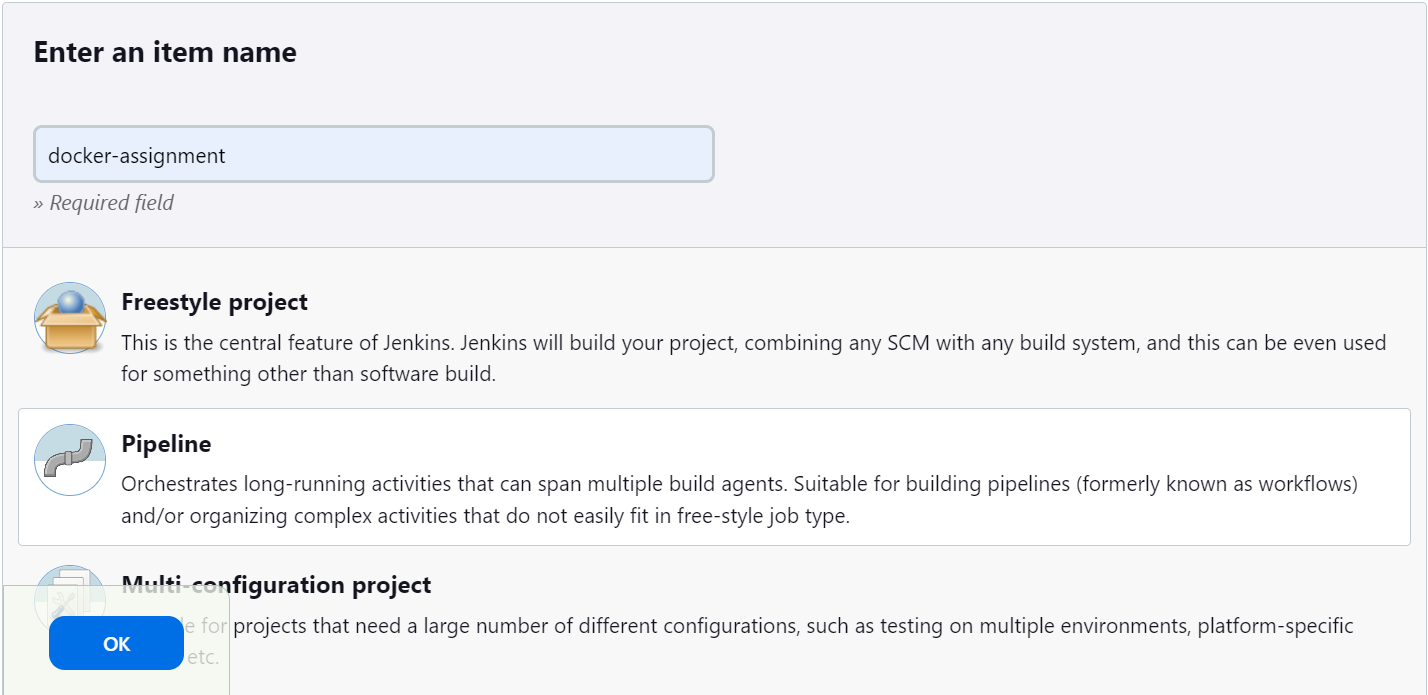 Enter an item name
docker-assignment
» Required field
Freestyle project
This is the central feature of Jenkins. Jenkins will build your project, combining any SCM with any build system, and this can be even used
for something other than software build.
Pipeline
Orchestrates long-running activities that can span multiple build agents. Suitable for building pipelines (formerly known as workflows)
and/or organizing complex activities that do not easily fit in free-style job type.
Multi-configuration project
for projects that need a large number of different configurations, such as testing on multiple environments, platform-specific
OK
etc.